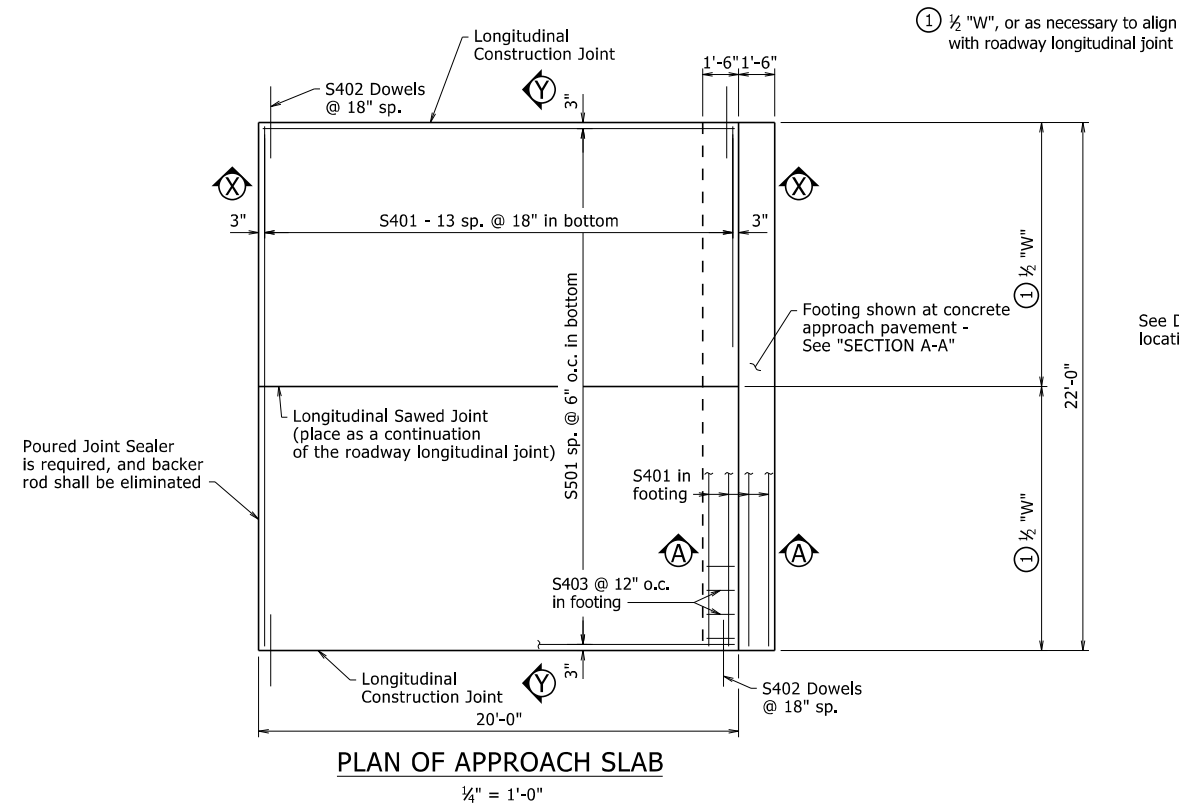 ① ½ "W", or as necessary to align
with roadway longitudinal joint
Longitudinal
Construction Joint
1'-6"
1'-6"
S402 Dowels
@ 18" sp.
Y
3"
X
X
3"
S401 - 13 sp. @ 18" in bottom
3"
① ½ "W"
S501 sp. @ 6" o.c. in bottom
Footing shown at concrete
approach pavement -
See "SECTION A-A"
See D
locati
22'-0"
Longitudinal Sawed Joint
(place as a continuation
of the roadway longitudinal joint)
Poured Joint Sealer
is required, and backer
rod shall be eliminated
S401 in
footing
① ½ "W"
A
A
S403 @ 12" o.c.
in footing
Longitudinal
Construction Joint
Y
3"
S402 Dowels
@ 18" sp.
20'-0"
PLAN OF APPROACH SLAB
¼" = 1'-0"